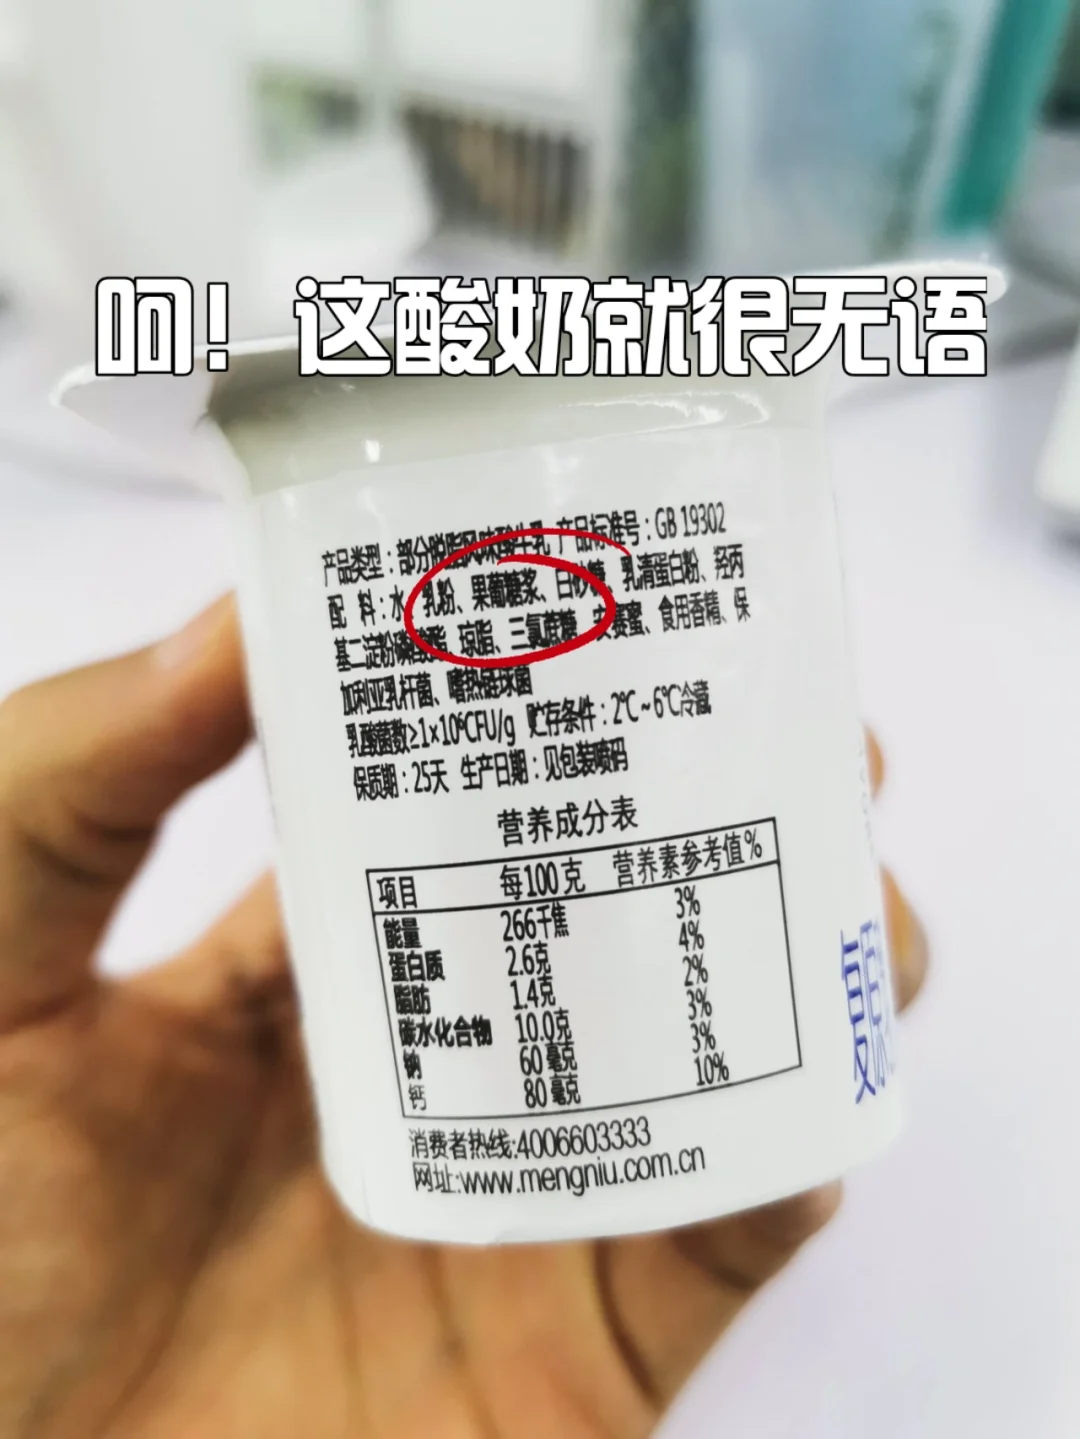 呵！这酸奶就很无语
产品类型：部分脱脂风味酸牛乳 产品标准号：GB 19302
配 料：水、乳粉、果葡糖浆、白砂糖、乳清蛋白粉、羟丙
基二淀粉磷酸酯、琼脂、三氯蔗糖、安赛蜜、食用香精、保
加利亚乳杆菌、嗜热链球菌
乳酸菌数≥1×10⁶CFU/g 贮存条件：2℃~6℃冷藏
保质期：25天 生产日期：见包装喷码
营养成分表
项目 每100克 营养素参考值%
能量 266千焦 3%
蛋白质 2.6克 4%
脂肪 1.4克 2%
碳水化合物 10.0克 3%
钠 60毫克 3%
钙 80毫克 10%
消费者热线:4006603333
网址:www.mengniu.com.cn
复原